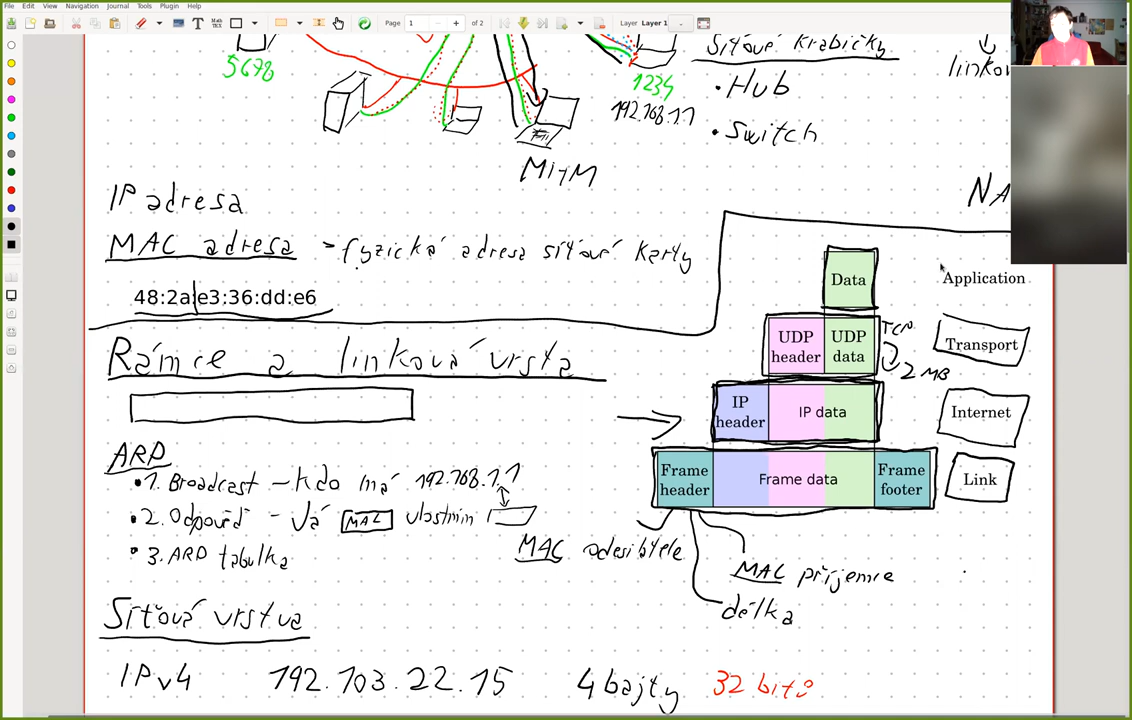 Navigation Journal Tools Plugin Help
Page 1 of 2 Layer Layer 1
Síťové krabičky
5678
1234
192.168.1.1
• Hub
• Switch
MitM
IP adresa
MAC adresa - fyzická adresa síťové karty
48:2a:e3:36:dd:e6
Rámce a linková vrstva
ARP
• 1. Broadcast - kdo má 192.168.1.1
• 2. Odpověď - Já MAC vlastním
• 3. ARP tabulka
Data
Application
UDP header
UDP data
TCP
2 MB
Transport
IP header
IP data
Internet
Frame header
Frame data
Frame footer
Link
MAC odesílatele
MAC příjemce
délka
Síťová vrstva
IPv4 192.103.22.15 4 bajty 32 bitů